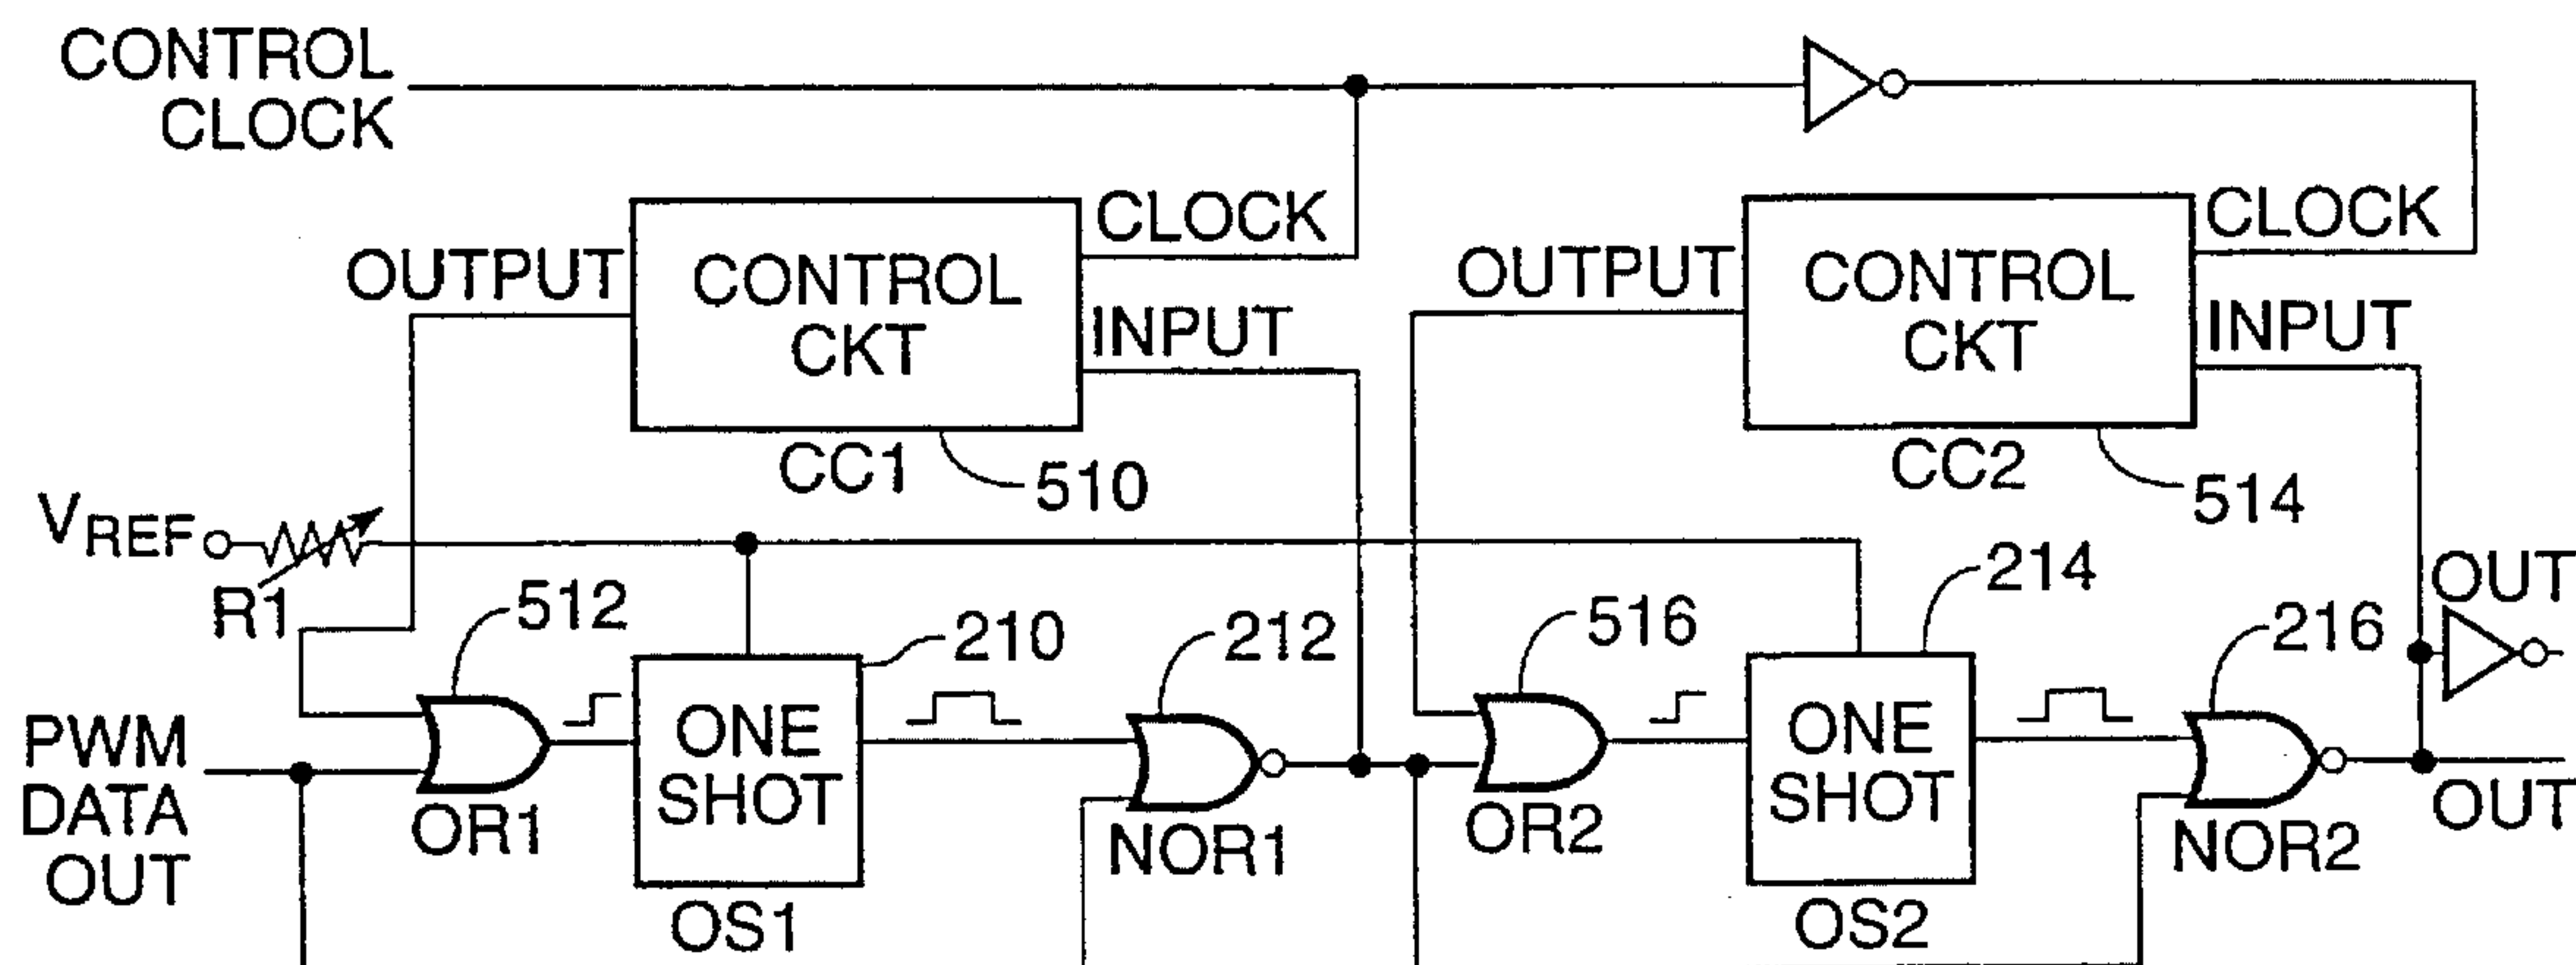 CONTROL
CLOCK
CLOCK
CLOCK
OUTPUT
CONTROL
CKT
INPUT
OUTPUT
CONTROL
CKT
INPUT
CC1
510
CC2
514
VREF
R1
512
210
212
516
214
216
OUT
PWM
DATA
OUT
OR1
ONE
SHOT
OS1
NOR1
OR2
ONE
SHOT
OS2
NOR2
OUT